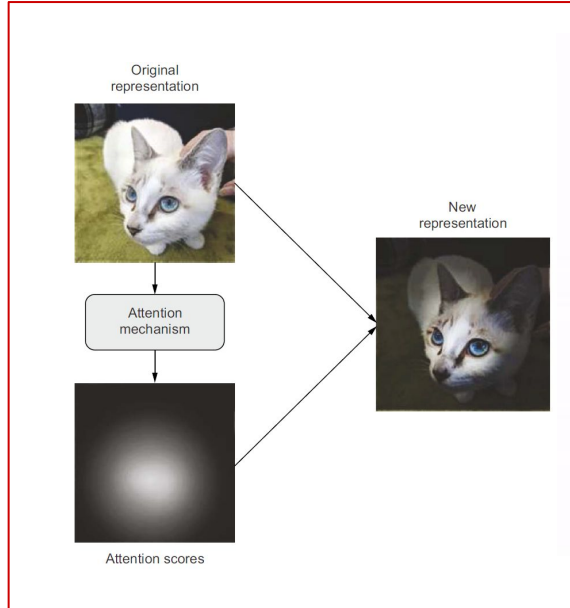 Original
representation
New
representation
Attention
mechanism
Attention scores